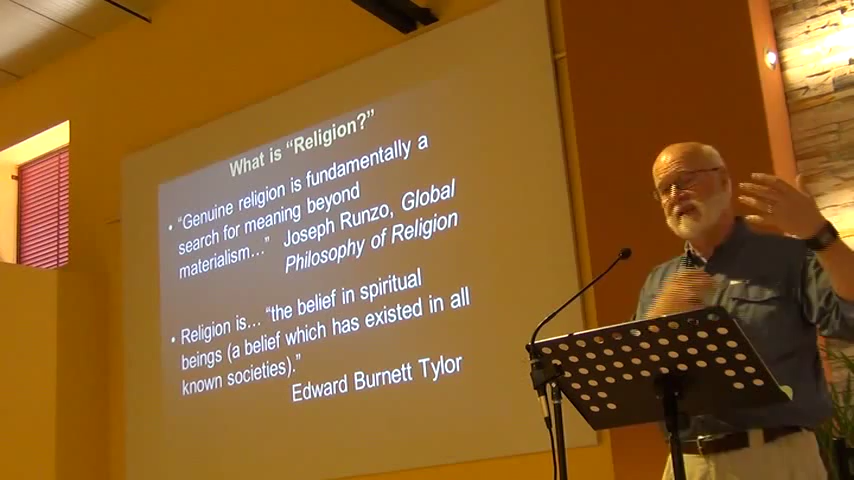 What is "Religion?"
• "Genuine religion is fundamentally a
search for meaning beyond
materialism…" Joseph Runzo, Global
Philosophy of Religion
• Religion is… "the belief in spiritual
beings (a belief which has existed in all
known societies)."
Edward Burnett Tylor